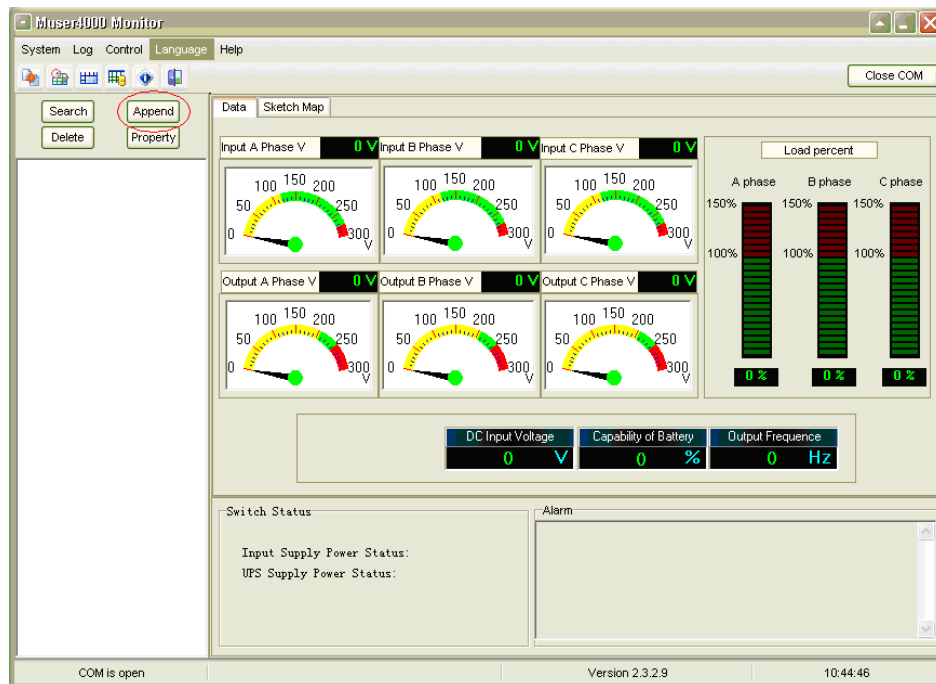 Muser4000 Monitor
System Log Control Language Help
Close COM
Search Append
Delete Property
Data Sketch Map
Input A Phase V 0 V Input B Phase V 0 V Input C Phase V 0 V
0 50 100 150 200 250 300 V
0 50 100 150 200 250 300 V
0 50 100 150 200 250 300 V
Output A Phase V 0 V Output B Phase V 0 V Output C Phase V 0 V
0 50 100 150 200 250 300 V
0 50 100 150 200 250 300 V
0 50 100 150 200 250 300 V
Load percent
A phase B phase C phase
150% 150% 150%
100% 100% 100%
0 % 0 % 0 %
DC Input Voltage Capability of Battery Output Frequence
0 V 0 % 0 Hz
Switch Status
Input Supply Power Status:
UPS Supply Power Status:
Alarm
COM is open Version 2.3.2.9 10:44:46